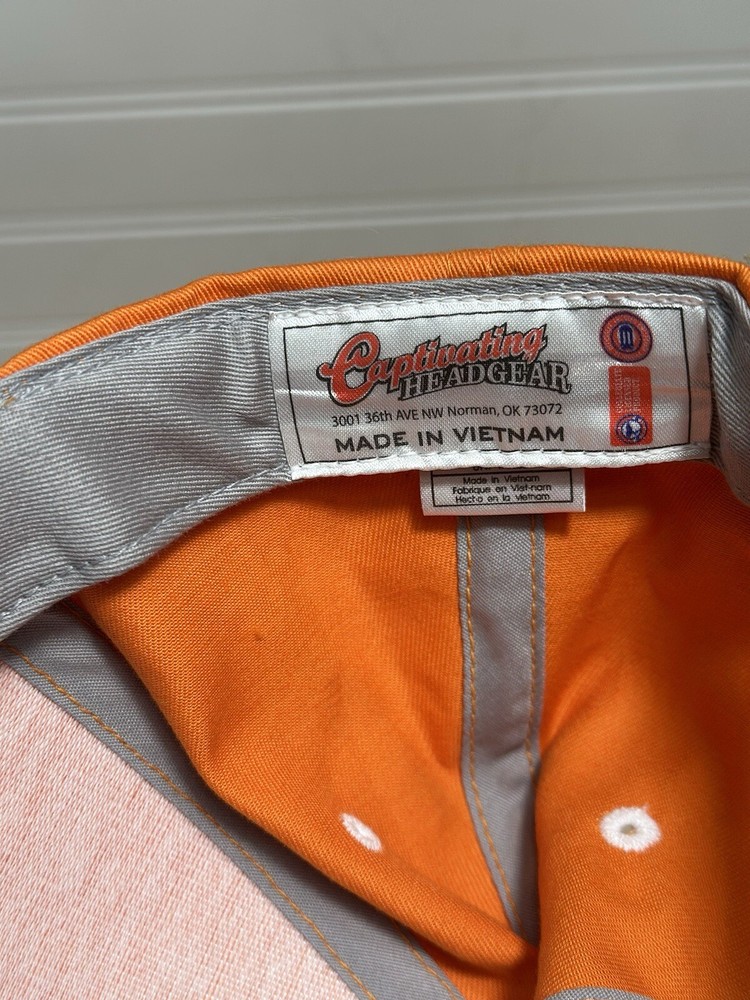 Captivating
HEADGEAR
3001 36th AVE NW Norman, OK 73072
MADE IN VIETNAM
Made in Vietnam
Fabrique en Viet-nam
Hecho en la vietnam